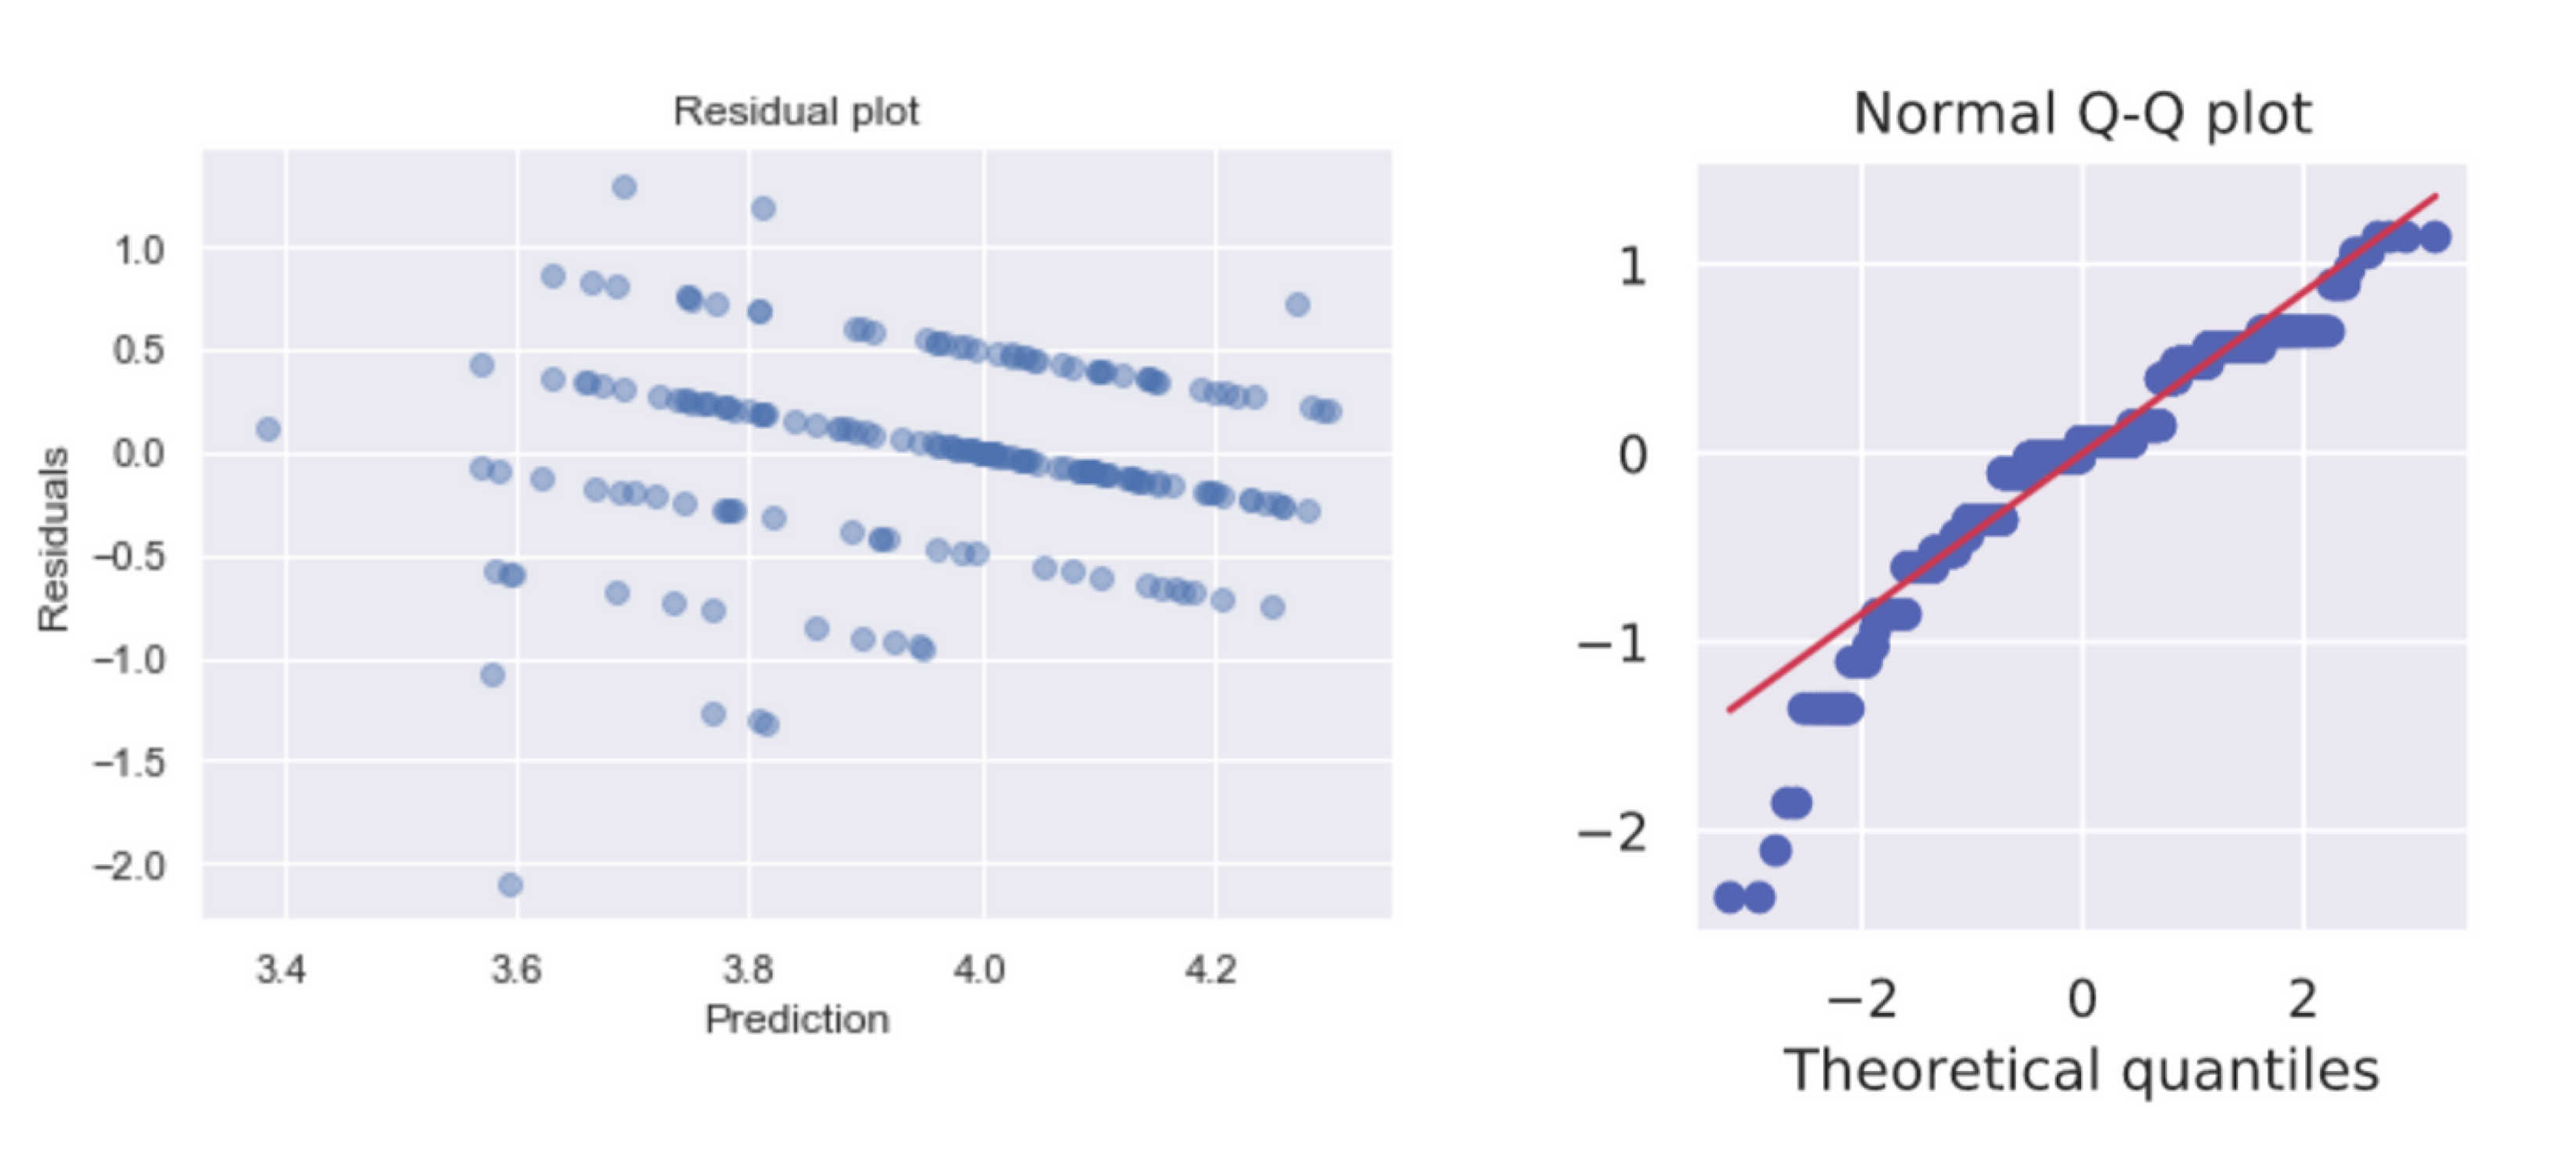 Residual plot
1.0
0.5
0.0
−0.5
−1.0
−1.5
−2.0
Residuals
3.4 3.6 3.8 4.0 4.2
Prediction
Normal Q-Q plot
1
0
−1
−2
−2 0 2
Theoretical quantiles